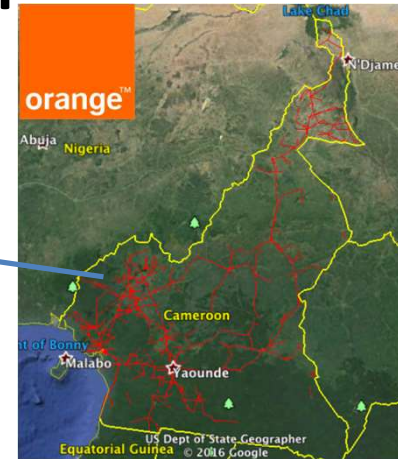 Lake Chad
N'Djame
orange™
Abuja
Nigeria
Cameroon
nt of Bonny
Malabo
Yaounde
US Dept of State Geographer
Equatorial Guinea
© 2016 Google